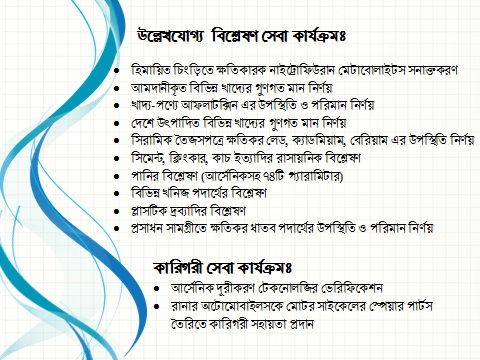 উল্লেখযোগ্য বিশ্লেষণ সেবা কার্যক্রমঃ
• হিমায়িত চিংড়িতে ক্ষতিকারক নাইট্রোফিউরান মেটাবোলাইটস সনাক্তকরণ
• আমদানীকৃত বিভিন্ন খাদ্যের গুণগত মান নির্ণয়
• খাদ্য-পণ্যে আফলাটক্সিন এর উপস্থিতি ও পরিমান নির্ণয়
• দেশে উৎপাদিত বিভিন্ন খাদ্যের গুণগত মান নির্ণয়
• সিরামিক তৈজসপত্রে ক্ষতিকর লেড, ক্যাডমিয়াম, বেরিয়াম এর উপস্থিতি নির্ণয়
• সিমেন্ট, ক্লিংকার, কাচ ইত্যাদির রাসায়নিক বিশ্লেষণ
• পানির বিশ্লেষণ (আর্সেনিকসহ ৭৪টি প্যারামিটার)
• বিভিন্ন খনিজ পদার্থের বিশ্লেষণ
• প্লাসটিক দ্রব্যাদির বিশ্লেষণ
• প্রসাধন সামগ্রীতে ক্ষতিকর ধাতব পদার্থের উপস্থিতি ও পরিমান নির্ণয়
কারিগরী সেবা কার্যক্রমঃ
• আর্সেনিক দুরীকরণ টেকনোলজির ভেরিফিকেশন
• রানার অটোমোবাইলসকে মোটর সাইকেলের স্পেয়ার পার্টস
তৈরিতে কারিগরী সহায়তা প্রদান